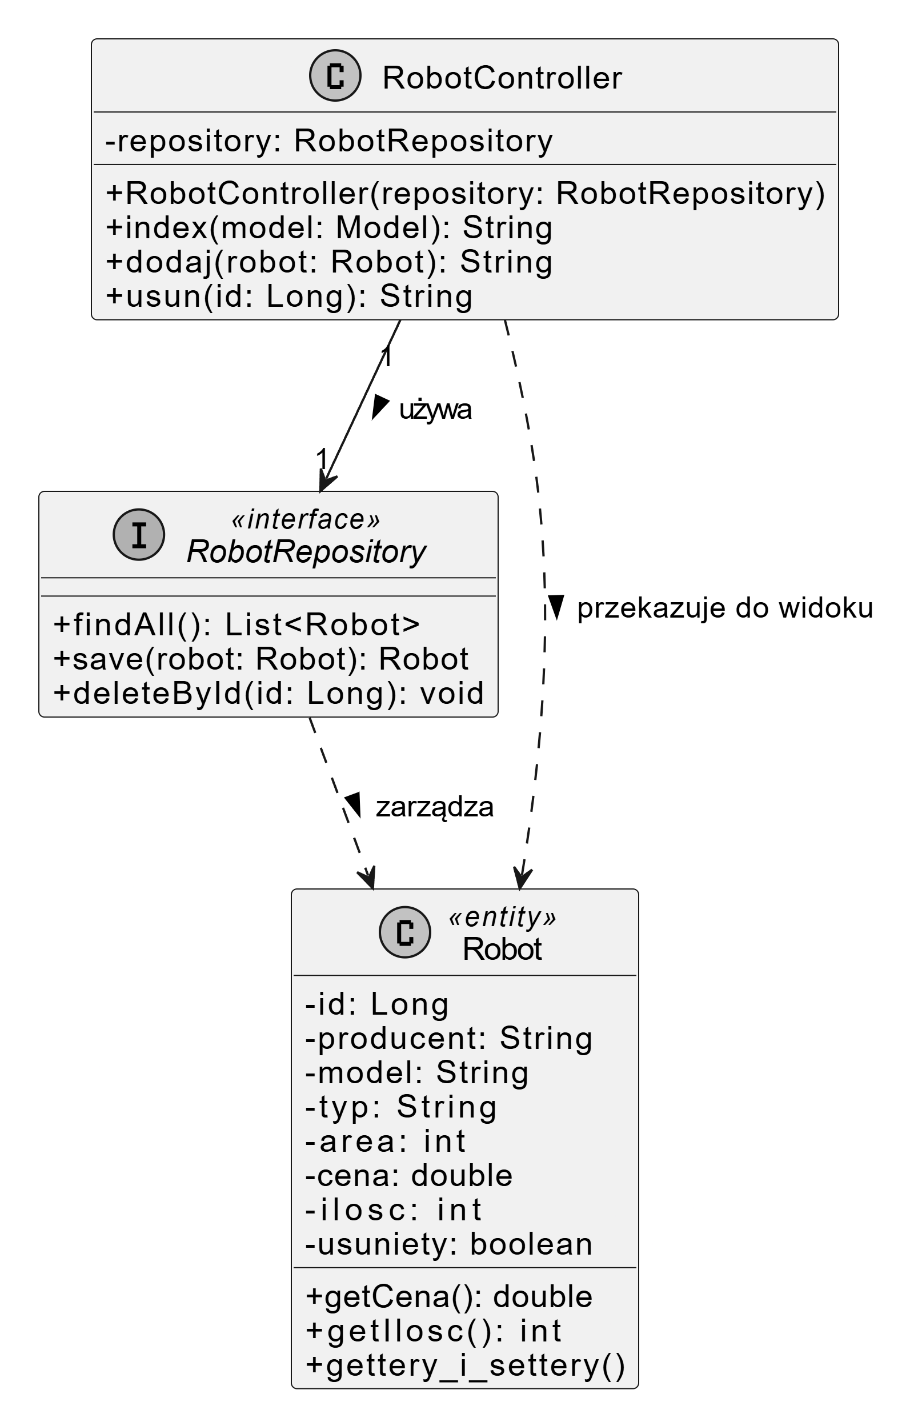 C RobotController
-repository: RobotRepository
+RobotController(repository: RobotRepository)
+index(model: Model): String
+dodaj(robot: Robot): String
+usun(id: Long): String
1
używa
1
I «interface»
RobotRepository
przekazuje do widoku
+findAll(): List<Robot>
+save(robot: Robot): Robot
+deleteById(id: Long): void
zarządza
C «entity»
Robot
-id: Long
-producent: String
-model: String
-typ: String
-area: int
-cena: double
-ilosc: int
-usuniety: boolean
+getCena(): double
+getIlosc(): int
+gettery_i_settery()